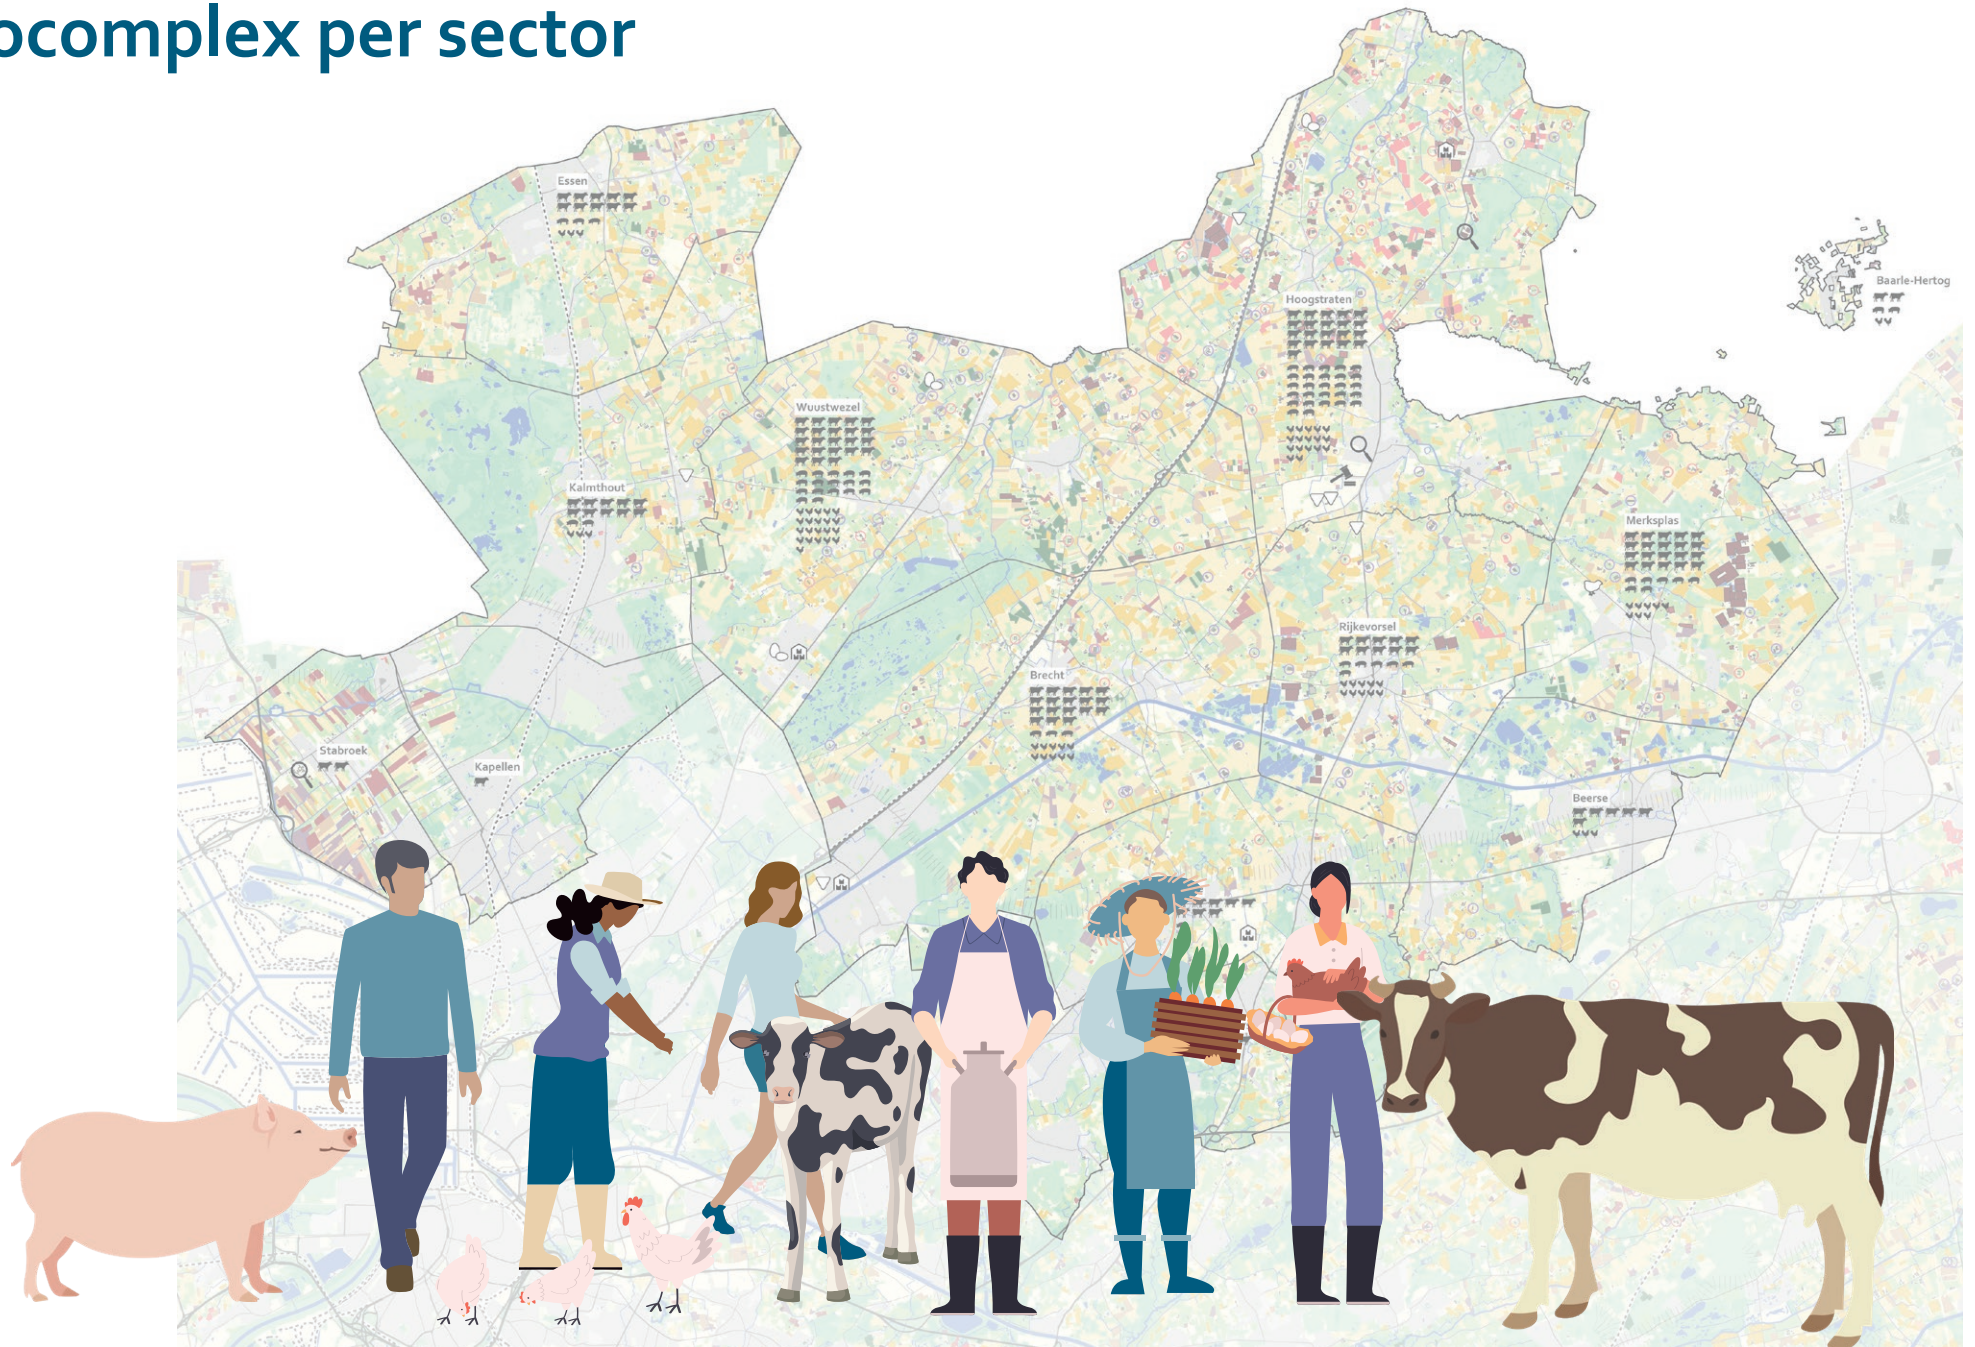 ocomplex per sector
Essen
Hoogstraten
Baarle-Hertog
Wuustwezel
Kalmthout
Merksplas
Rijkevorsel
Brecht
Stabroek
Kapellen
Beerse